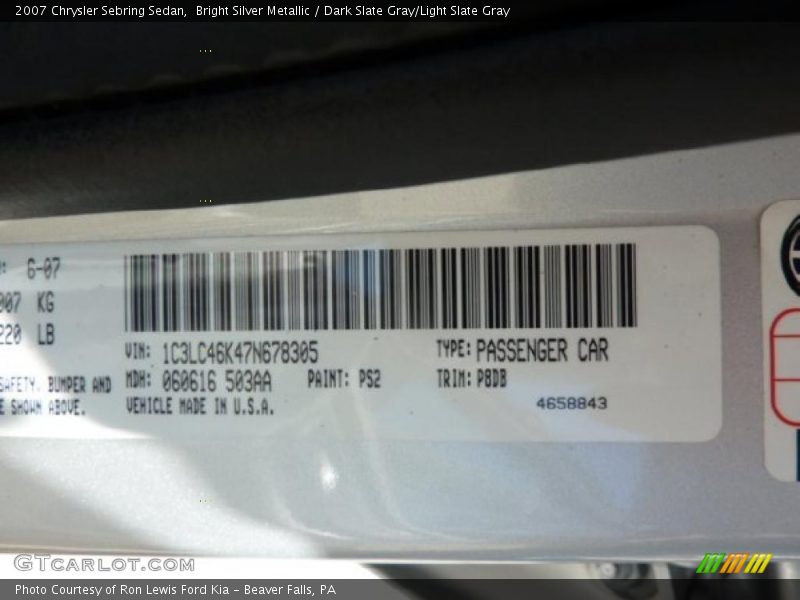 2007 Chrysler Sebring Sedan, Bright Silver Metallic / Dark Slate Gray/Light Slate Gray
6-07
KG
LB
VIN: 1C3LC46K47N678305 TYPE: PASSENGER CAR
SAFETY, BUMPER AND MDH: 060616 503AA PAINT: PS2 TRIM: P8DB
SHOWN ABOVE. VEHICLE MADE IN U.S.A. 4658843
GTCARLOT.COM
Photo Courtesy of Ron Lewis Ford Kia - Beaver Falls, PA